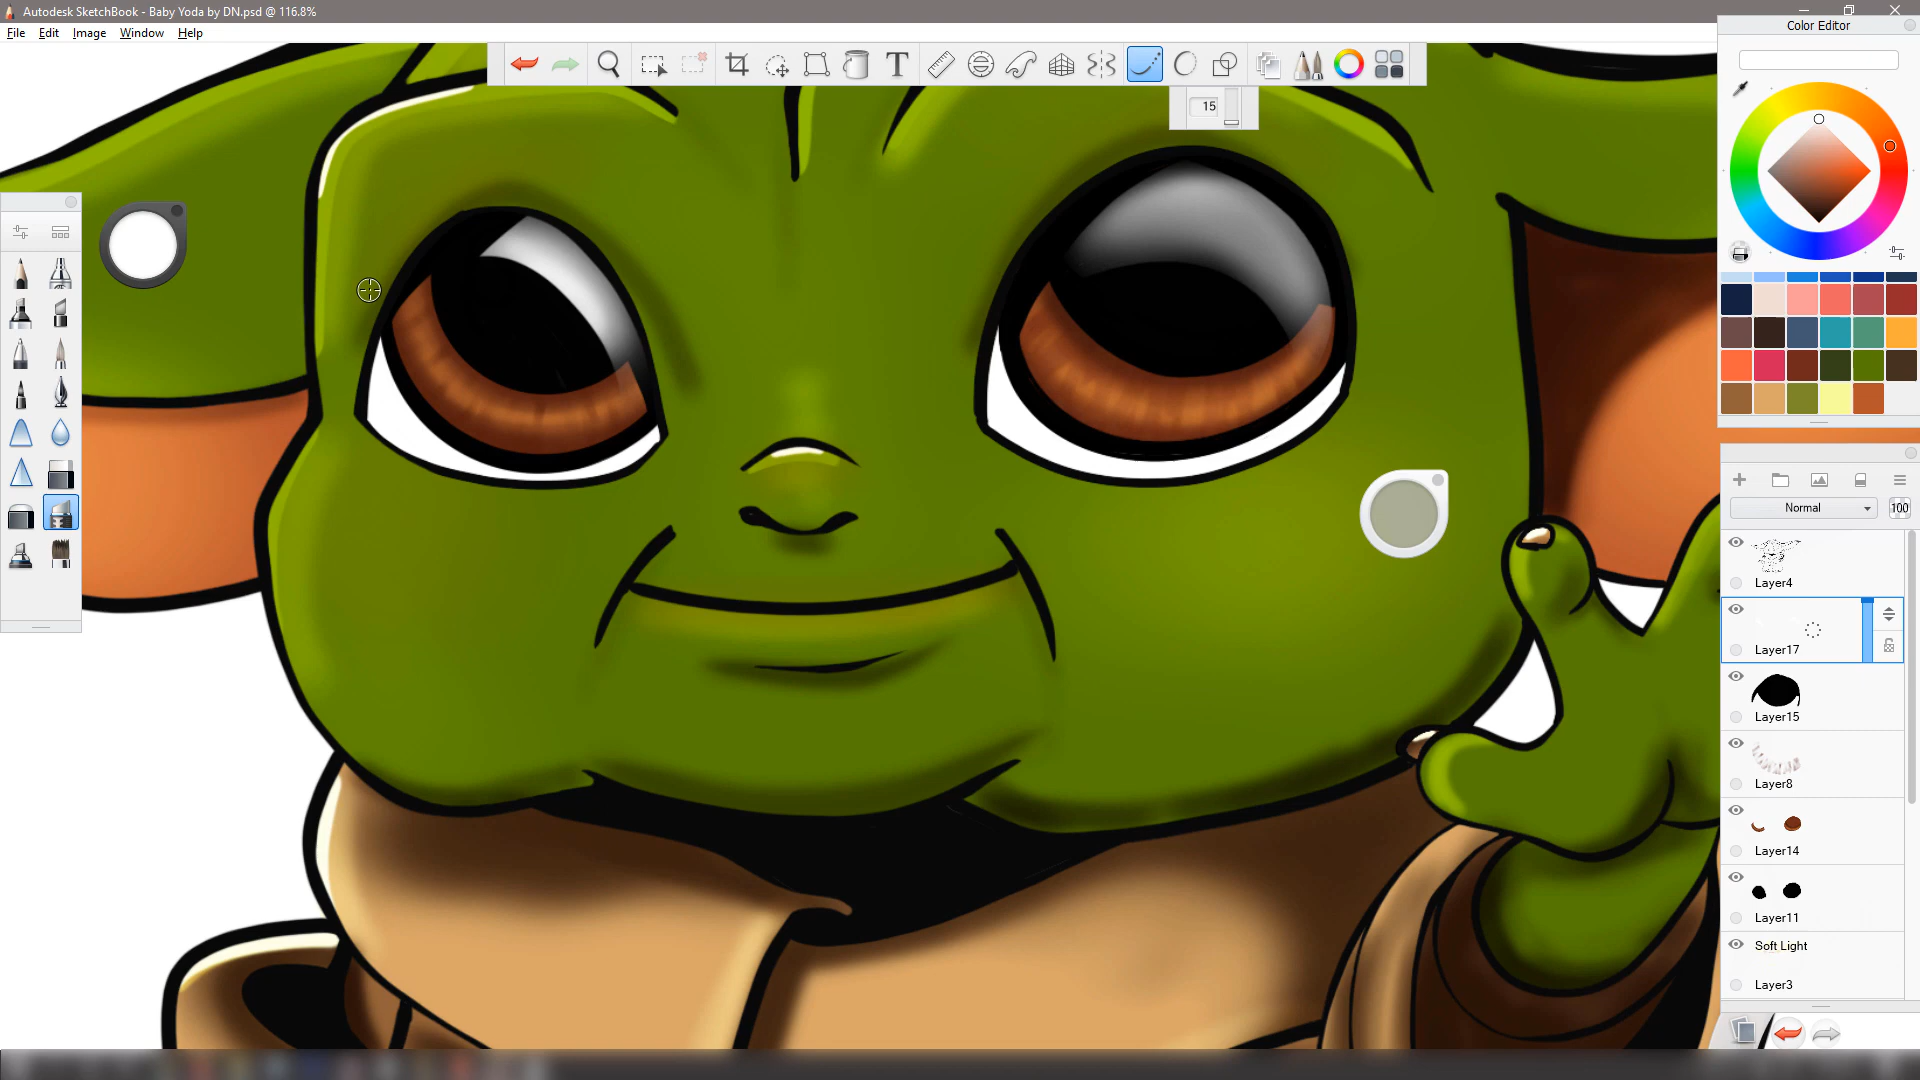 Autodesk SketchBook - Baby Yoda by DN.psd @ 116.8%
File Edit Image Window Help
T
15
Color Editor
Normal 100
Layer4
Layer17
Layer15
Layer8
Layer14
Layer11
Soft Light
Layer3